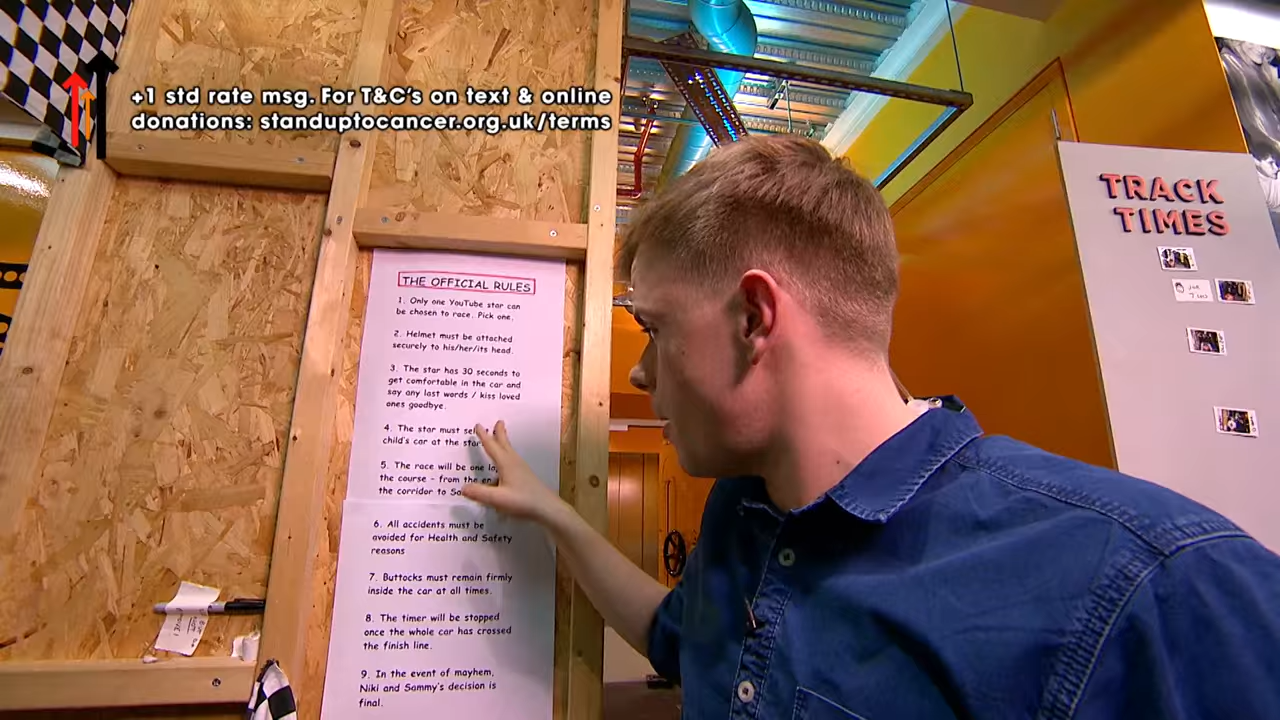 +1 std rate msg. For T&C's on text & online
donations: standuptocancer.org.uk/terms
THE OFFICIAL RULES
1. Only one YouTube star can
be chosen to race. Pick one.
2. Helmet must be attached
securely to his/her/its head.
3. The star has 30 seconds to
get comfortable in the car and
say any last words / kiss loved
ones goodbye.
4. The star must
child's car at the
5. The race will be one
the course - from the
the corridor to
6. All accidents must be
avoided for Health and Safety
reasons
7. Buttocks must remain firmly
inside the car at all times.
8. The timer will be stopped
once the whole car has crossed
the finish line.
9. In the event of mayhem,
Niki and Sammy's decision is
final.
TRACK
TIMES